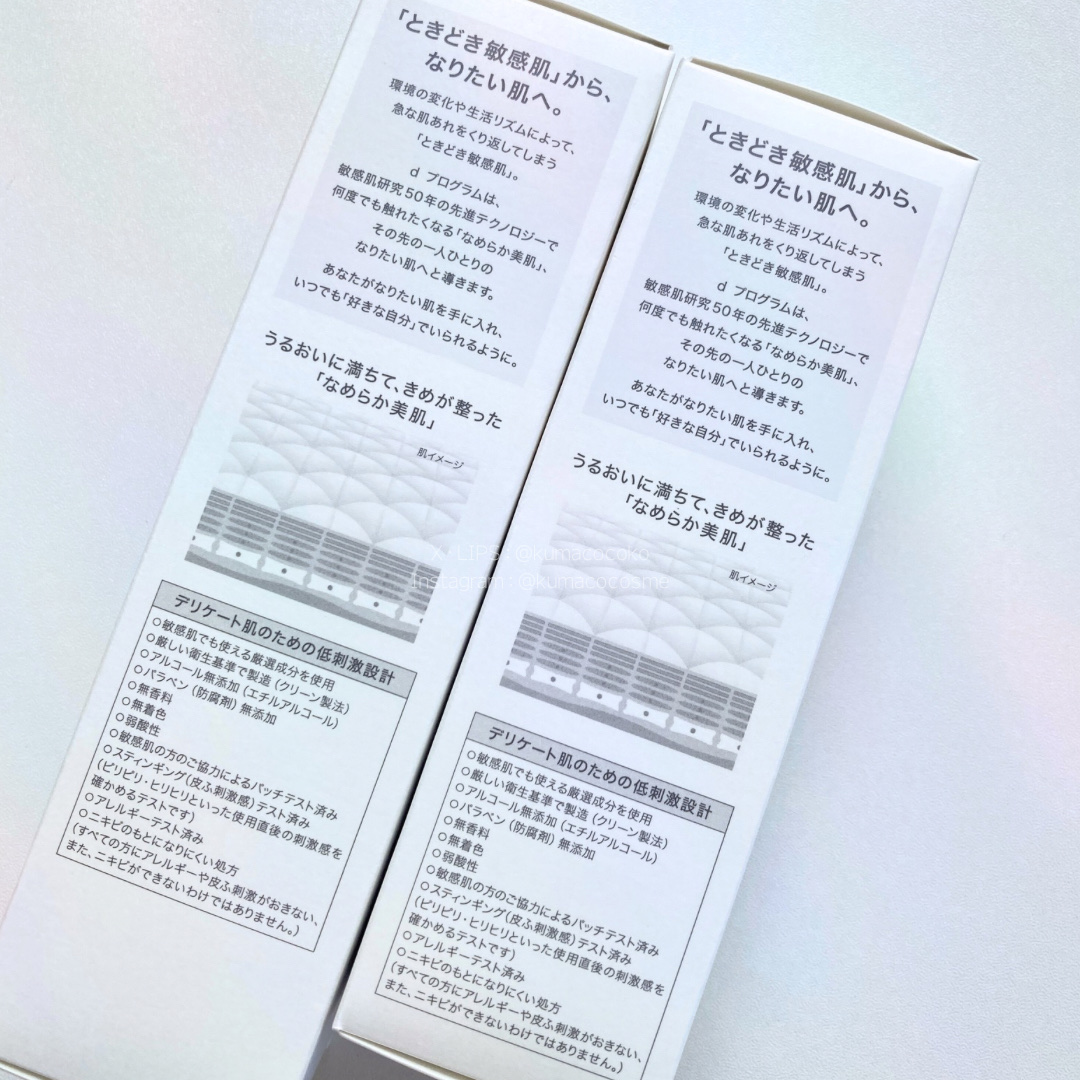 「ときどき敏感肌」から、
なりたい肌へ。
環境の変化や生活リズムによって、
急な肌あれをくり返してしまう
「ときどき敏感肌」。
d プログラムは、
敏感肌研究50年の先進テクノロジーで
何度でも触れたくなる「なめらか美肌」、
その先の一人ひとりの
なりたい肌へと導きます。
あなたがなりたい肌を手に入れ、
いつでも「好きな自分」でいられるように。
うるおいに満ちて、きめが整った
「なめらか美肌」
肌イメージ
デリケート肌のための低刺激設計
○敏感肌でも使える厳選成分を使用
○厳しい衛生基準で製造（クリーン製法）
○アルコール無添加（エチルアルコール）
○パラベン（防腐剤）無添加
○無香料
○無着色
○弱酸性
○敏感肌の方のご協力によるパッチテスト済み
○スティンギング（皮ふ刺激感）テスト済み
（ピリピリ・ヒリヒリといった使用直後の刺激感を
確かめるテストです）
○アレルギーテスト済み
○ニキビのもとになりにくい処方
（すべての方にアレルギーや皮ふ刺激がおきない、
また、ニキビができないわけではありません。）
「ときどき敏感肌」から、
なりたい肌へ。
環境の変化や生活リズムによって、
急な肌あれをくり返してしまう
「ときどき敏感肌」。
d プログラムは、
敏感肌研究50年の先進テクノロジーで
何度でも触れたくなる「なめらか美肌」、
その先の一人ひとりの
なりたい肌へと導きます。
あなたがなりたい肌を手に入れ、
いつでも「好きな自分」でいられるように。
うるおいに満ちて、きめが整った
「なめらか美肌」
肌イメージ
デリケート肌のための低刺激設計
○敏感肌でも使える厳選成分を使用
○厳しい衛生基準で製造（クリーン製法）
○アルコール無添加（エチルアルコール）
○パラベン（防腐剤）無添加
○無香料
○無着色
○弱酸性
○敏感肌の方のご協力によるパッチテスト済み
○スティンギング（皮ふ刺激感）テスト済み
（ピリピリ・ヒリヒリといった使用直後の刺激感を
確かめるテストです）
○アレルギーテスト済み
○ニキビのもとになりにくい処方
（すべての方にアレルギーや皮ふ刺激がおきない、
また、ニキビができないわけではありません。）
X / LIPS : @kumacocoko
Instagram : @kumacocosme